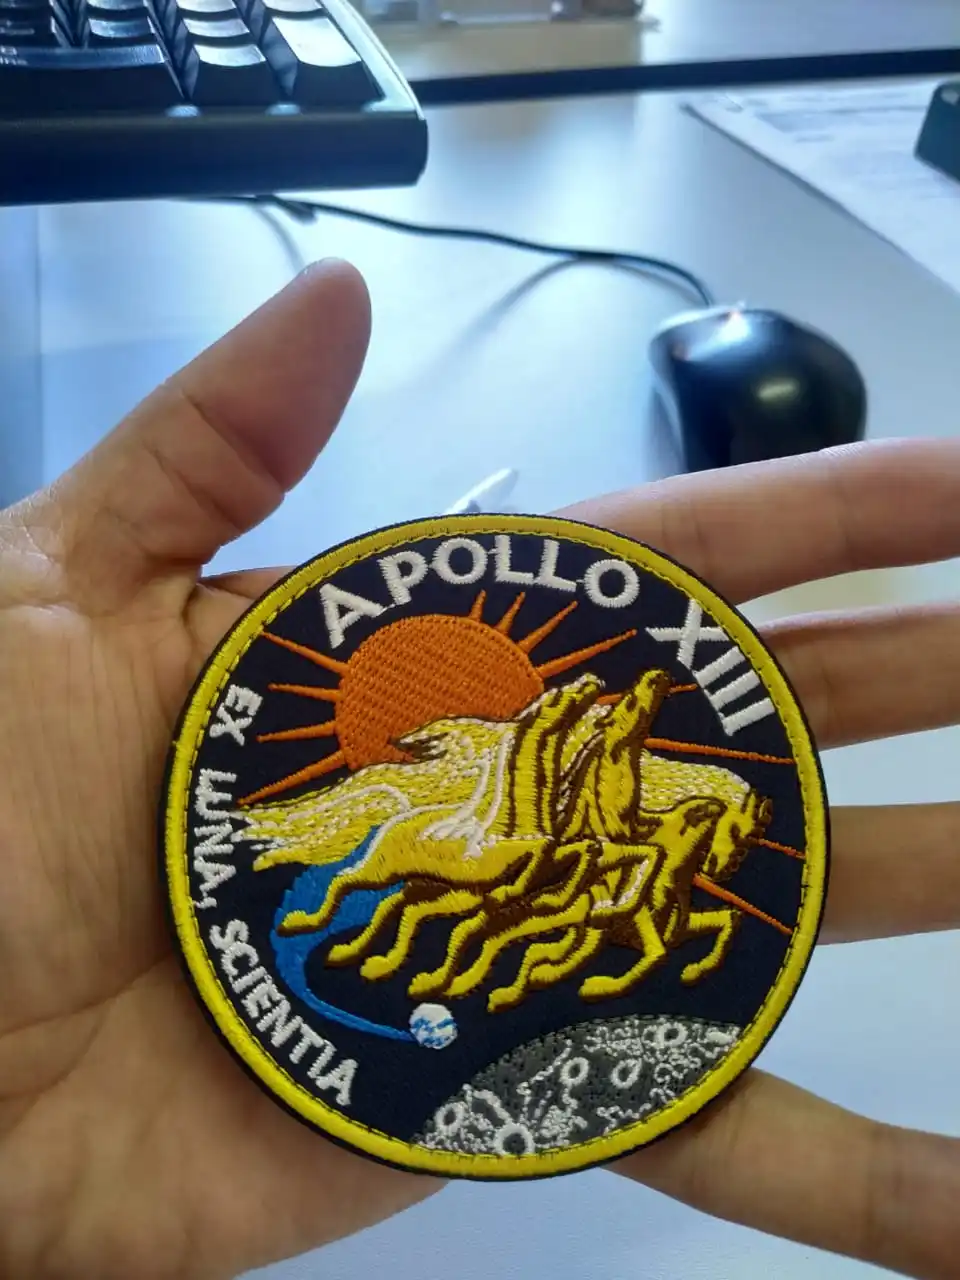 APOLLO XIII
EX LUNA, SCIENTIA